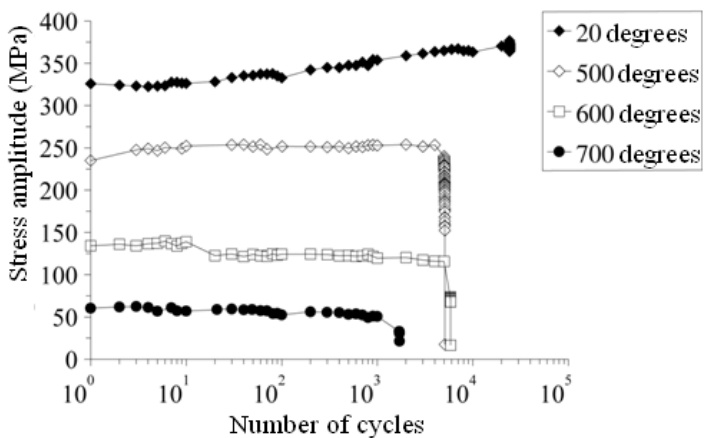 400
350
300
250
200
150
100
50
0
Stress amplitude (MPa)
10^0 10^1 10^2 10^3 10^4 10^5
Number of cycles
20 degrees
500 degrees
600 degrees
700 degrees